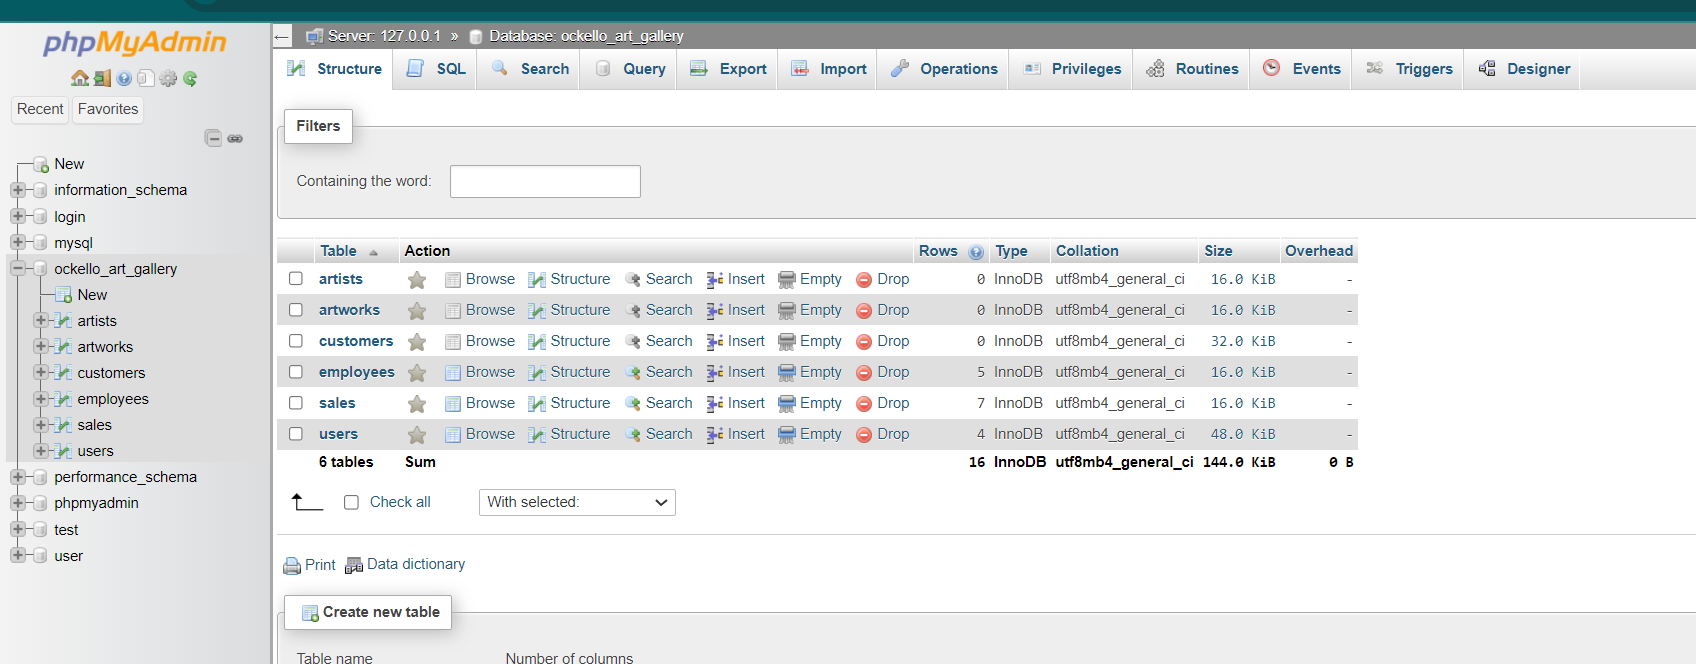 phpMyAdmin
Recent Favorites
New
information_schema
login
mysql
ockello_art_gallery
New
artists
artworks
customers
employees
sales
users
performance_schema
phpmyadmin
test
user
← Server: 127.0.0.1 » Database: ockello_art_gallery
Structure SQL Search Query Export Import Operations Privileges Routines Events Triggers Designer
Filters
Containing the word:
Table Action Rows Type Collation Size Overhead
artists Browse Structure Search Insert Empty Drop 0 InnoDB utf8mb4_general_ci 16.0 KiB -
artworks Browse Structure Search Insert Empty Drop 0 InnoDB utf8mb4_general_ci 16.0 KiB -
customers Browse Structure Search Insert Empty Drop 0 InnoDB utf8mb4_general_ci 32.0 KiB -
employees Browse Structure Search Insert Empty Drop 5 InnoDB utf8mb4_general_ci 16.0 KiB -
sales Browse Structure Search Insert Empty Drop 7 InnoDB utf8mb4_general_ci 16.0 KiB -
users Browse Structure Search Insert Empty Drop 4 InnoDB utf8mb4_general_ci 48.0 KiB -
6 tables Sum 16 InnoDB utf8mb4_general_ci 144.0 KiB 0 B
Check all With selected:
Print Data dictionary
Create new table
Table name Number of columns